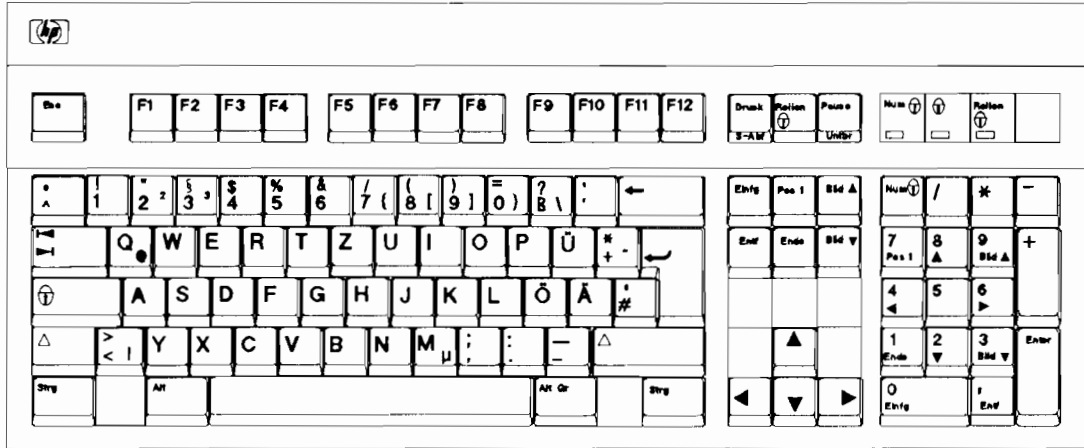 hp
Esc F1 F2 F3 F4 F5 F6 F7 F8 F9 F10 F11 F12 Druck Rollen Pause Num Rollen
S-Abf Untbr
! " § $ % & / ( ) = ?
1 2 ² 3 ³ 4 5 6 7 { 8 [ 9 ] 0 } ß \ Einfg Pos 1 Bild ▲ Num / * −
Q W E R T Z U I O P Ü * + Entf Ende Bild ▼ 7 Pos 1 8 ▲ 9 Bild ▲ +
A S D F G H J K L Ö Ä ' # 4 ◀ 5 6 ▶
> < | Y X C V B N M µ ; : — ▲ 1 Ende 2 ▼ 3 Bild ▼ Enter
Strg Alt Alt Gr Strg ◀ ▼ ▶ 0 Einfg , Entf